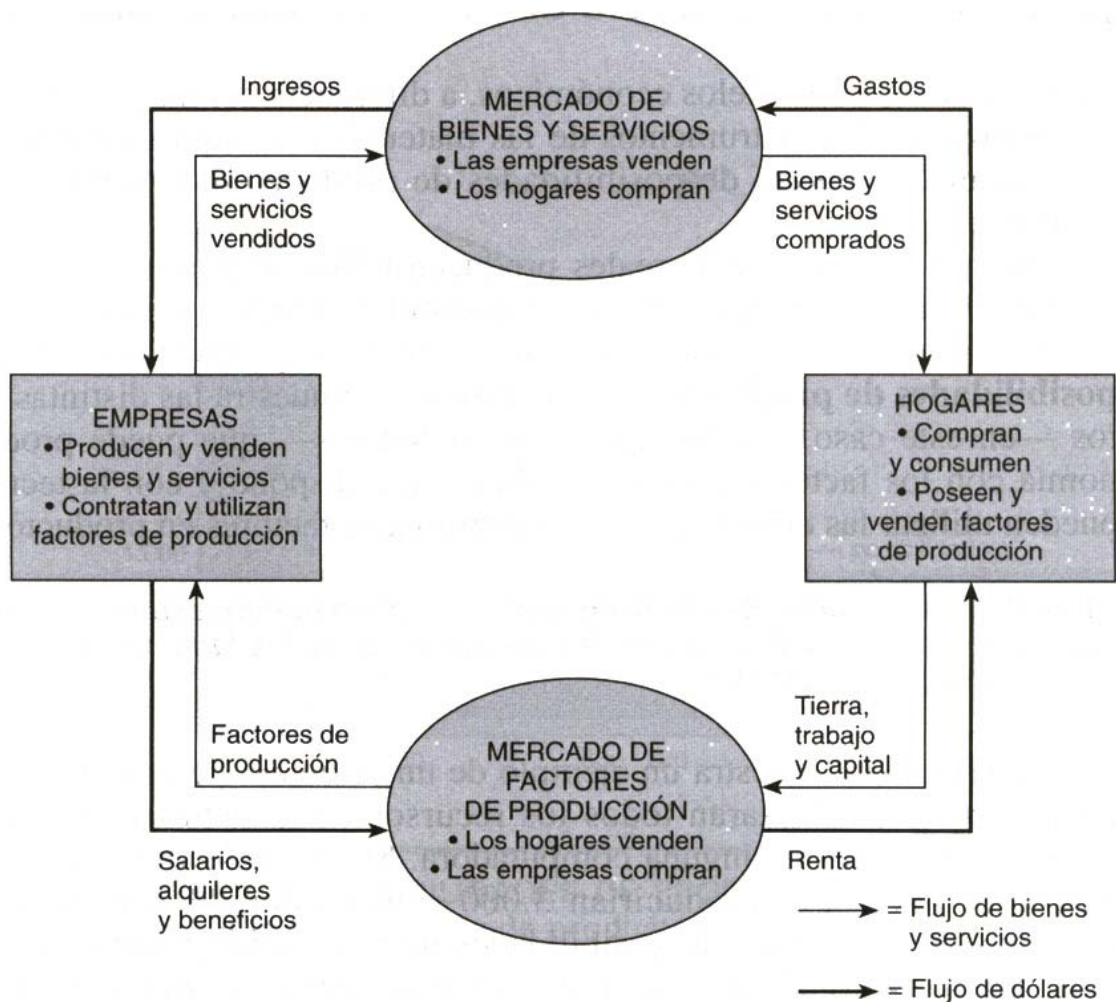 Ingresos
MERCADO DE
BIENES Y SERVICIOS
• Las empresas venden
• Los hogares compran
Gastos
Bienes y
servicios
vendidos
Bienes y
servicios
comprados
EMPRESAS
• Producen y venden
bienes y servicios
• Contratan y utilizan
factores de producción
HOGARES
• Compran
y consumen
• Poseen y
venden factores
de producción
Factores de
producción
MERCADO DE
FACTORES
DE PRODUCCIÓN
• Los hogares venden
• Las empresas compran
Tierra,
trabajo
y capital
Salarios,
alquileres
y beneficios
Renta
= Flujo de bienes
y servicios
= Flujo de dólares